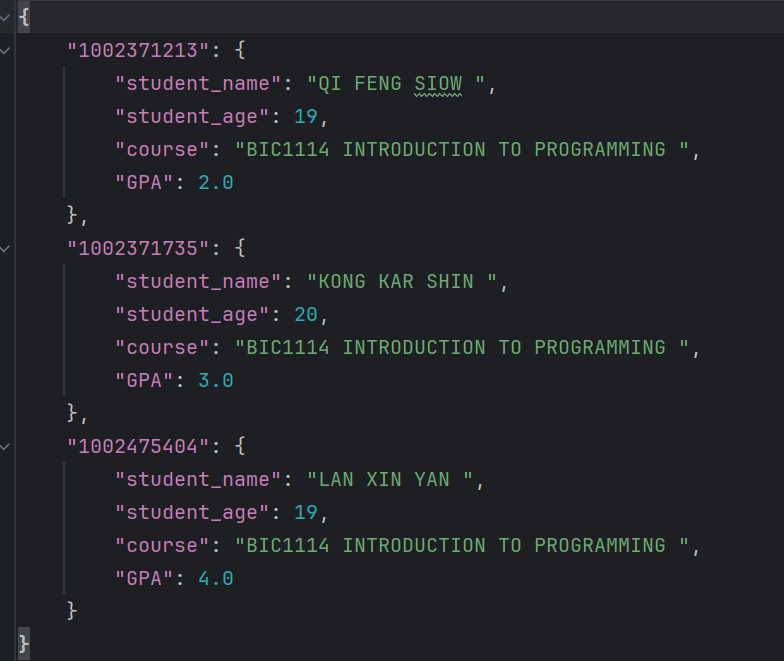 {
    "1002371213": {
        "student_name": "QI FENG SIOW ",
        "student_age": 19,
        "course": "BIC1114 INTRODUCTION TO PROGRAMMING ",
        "GPA": 2.0
    },
    "1002371735": {
        "student_name": "KONG KAR SHIN ",
        "student_age": 20,
        "course": "BIC1114 INTRODUCTION TO PROGRAMMING ",
        "GPA": 3.0
    },
    "1002475404": {
        "student_name": "LAN XIN YAN ",
        "student_age": 19,
        "course": "BIC1114 INTRODUCTION TO PROGRAMMING ",
        "GPA": 4.0
    }
}